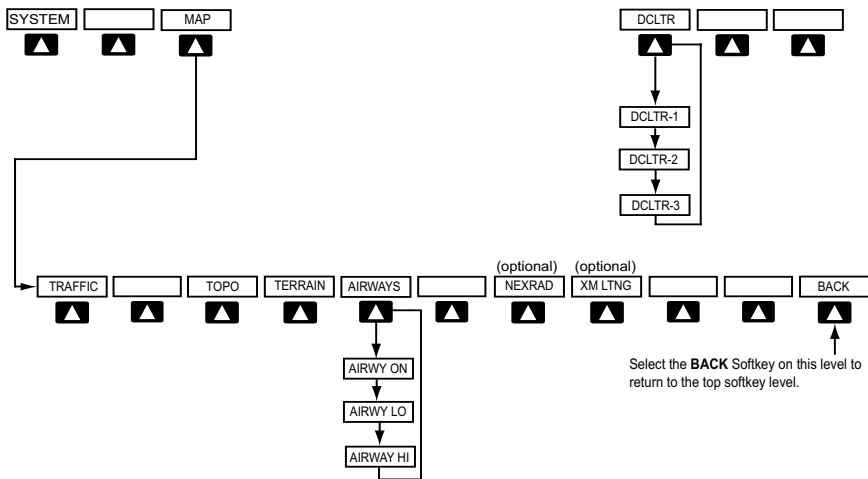 SYSTEM
MAP
DCLTR
DCLTR-1
DCLTR-2
DCLTR-3
(optional)
(optional)
TRAFFIC
TOPO
TERRAIN
AIRWAYS
NEXRAD
XM LTNG
BACK
AIRWY ON
AIRWY LO
AIRWAY HI
Select the BACK Softkey on this level to
return to the top softkey level.